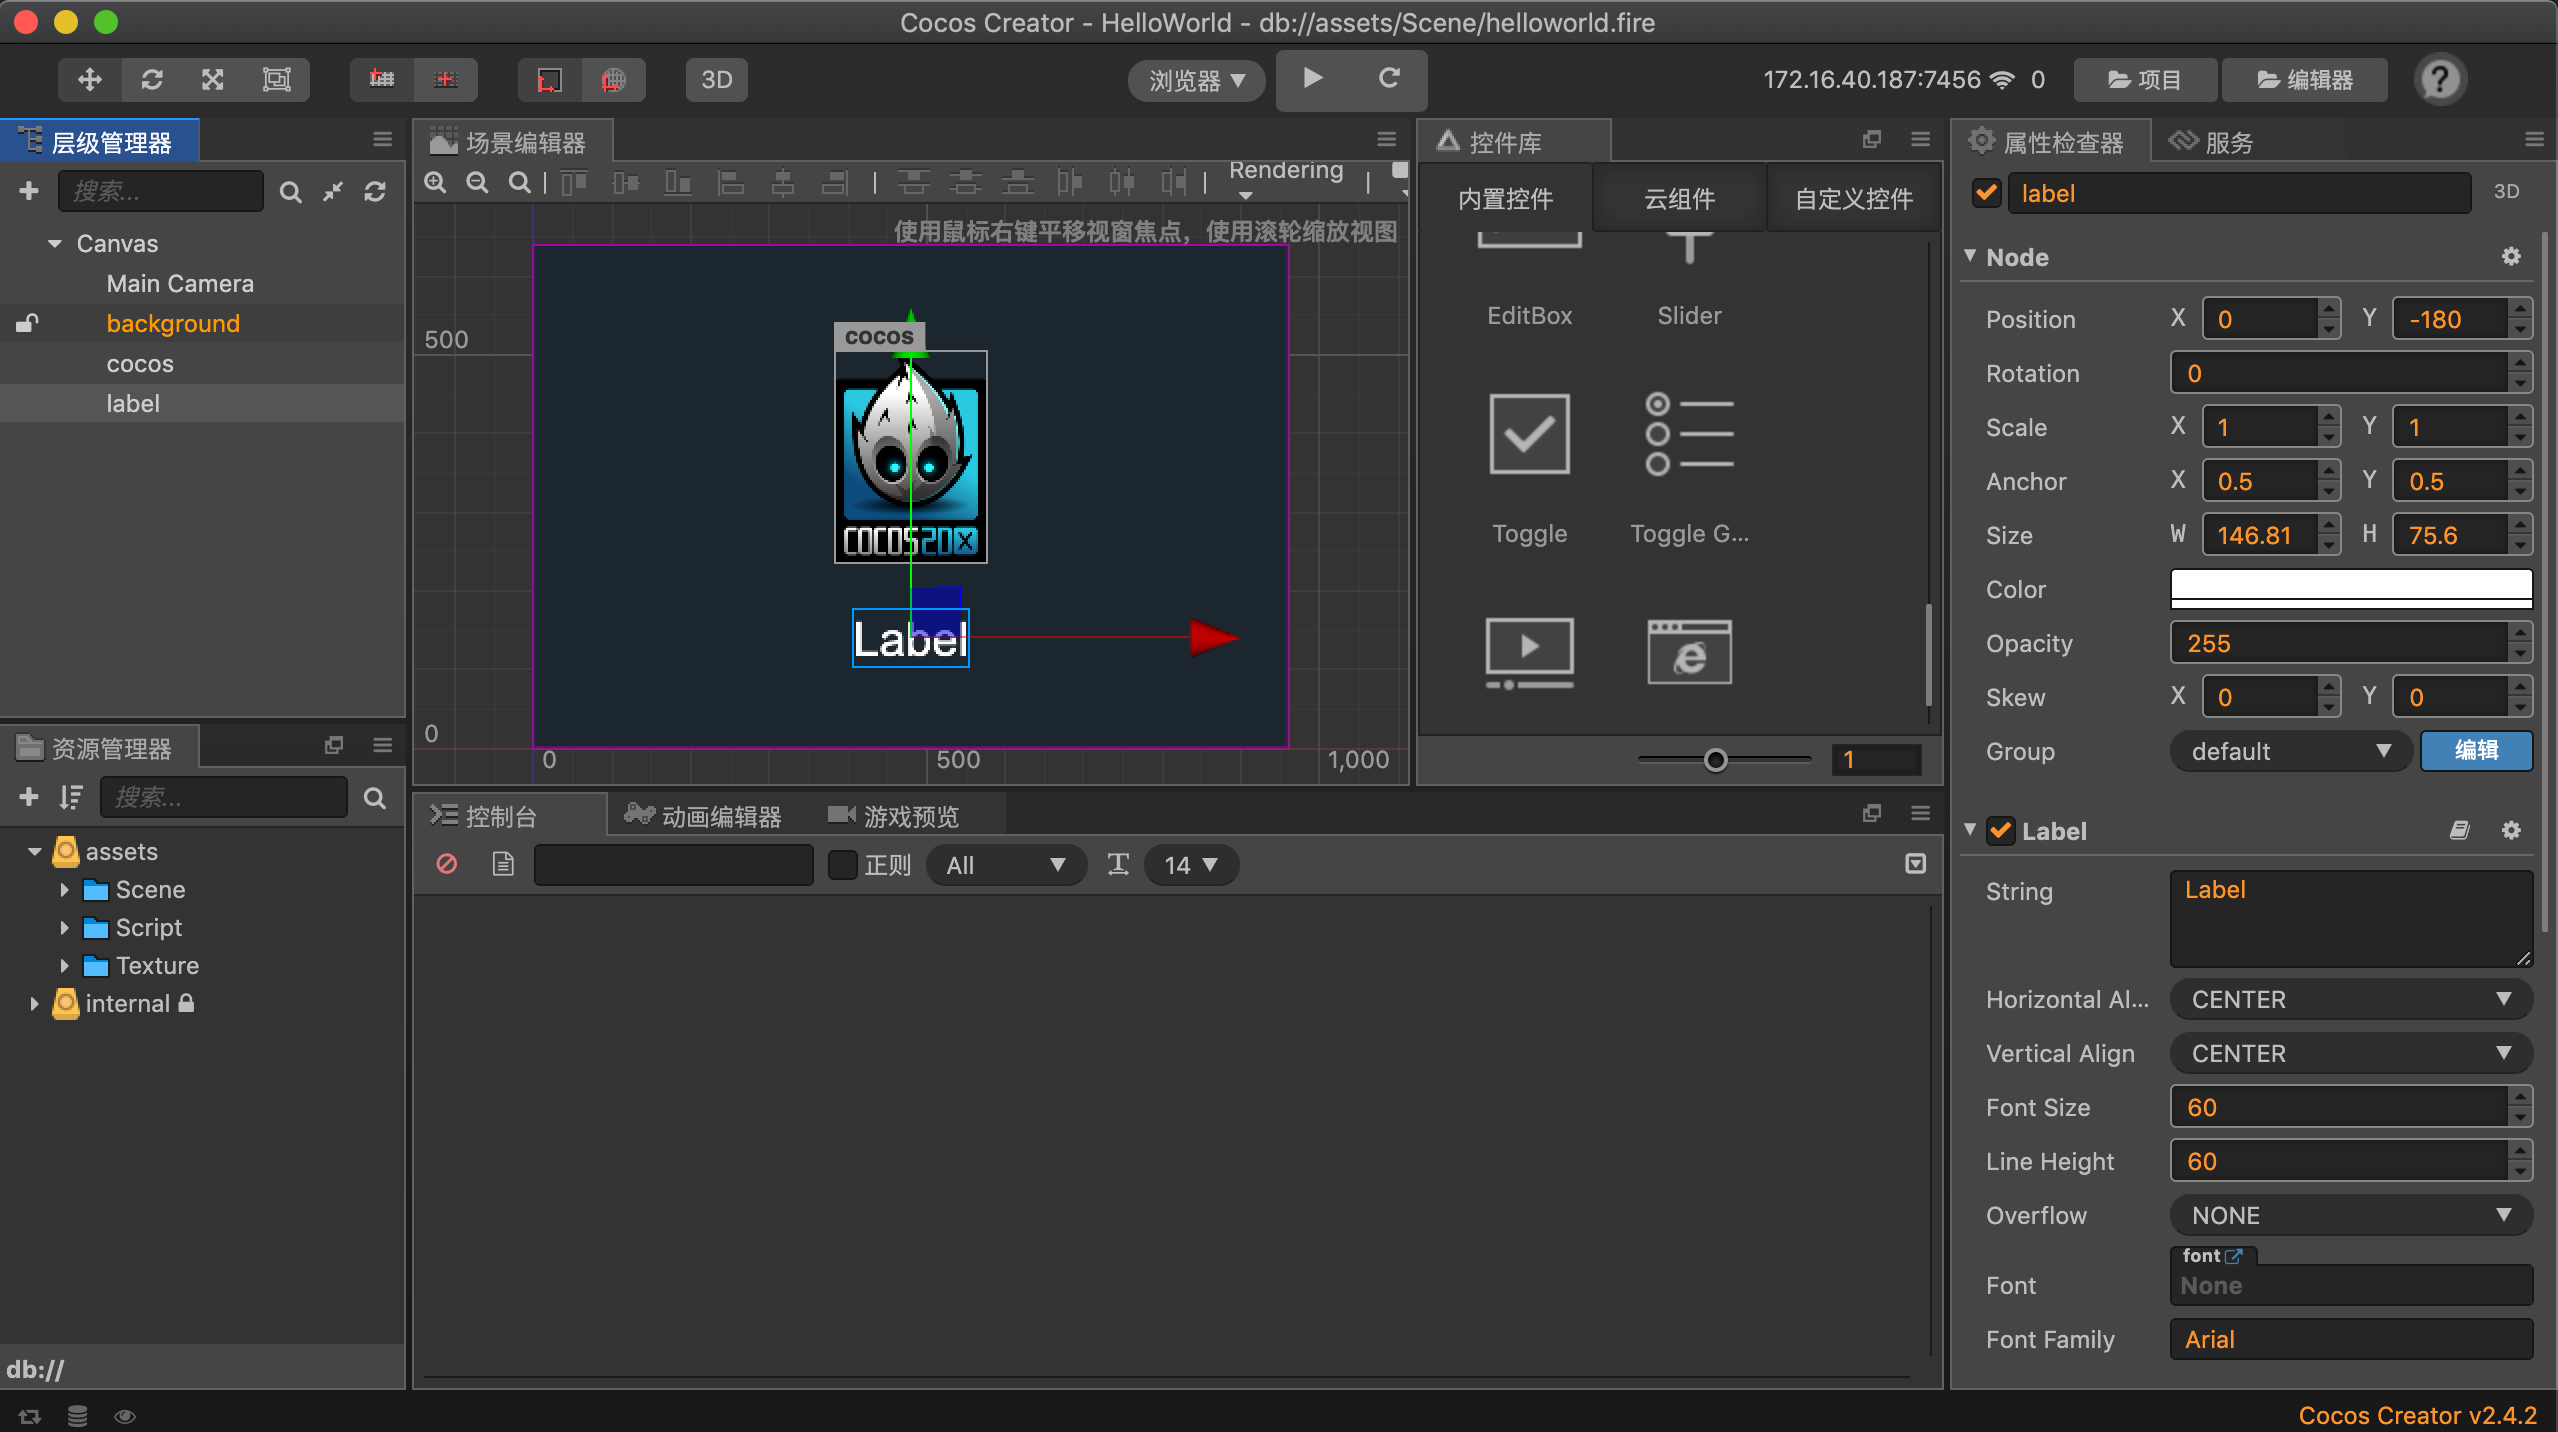 Cocos Creator - HelloWorld - db://assets/Scene/helloworld.fire
3D
浏览器
172.16.40.187:7456
0
项目
编辑器
层级管理器
搜索...
Canvas
Main Camera
background
cocos
label
场景编辑器
Rendering
使用鼠标右键平移视窗焦点，使用滚轮缩放视图
500
0
0
500
1,000
cocos
COCOS2DX
Label
控件库
内置控件
云组件
自定义控件
EditBox
Slider
Toggle
Toggle G...
1
属性检查器
服务
label
3D
Node
Position X 0 Y -180
Rotation 0
Scale X 1 Y 1
Anchor X 0.5 Y 0.5
Size W 146.81 H 75.6
Color
Opacity 255
Skew X 0 Y 0
Group default 编辑
Label
String Label
Horizontal Al... CENTER
Vertical Align CENTER
Font Size 60
Line Height 60
Overflow NONE
font
Font None
Font Family Arial
资源管理器
搜索...
assets
Scene
Script
Texture
internal
db://
控制台
动画编辑器
游戏预览
正则
All
14
Cocos Creator v2.4.2